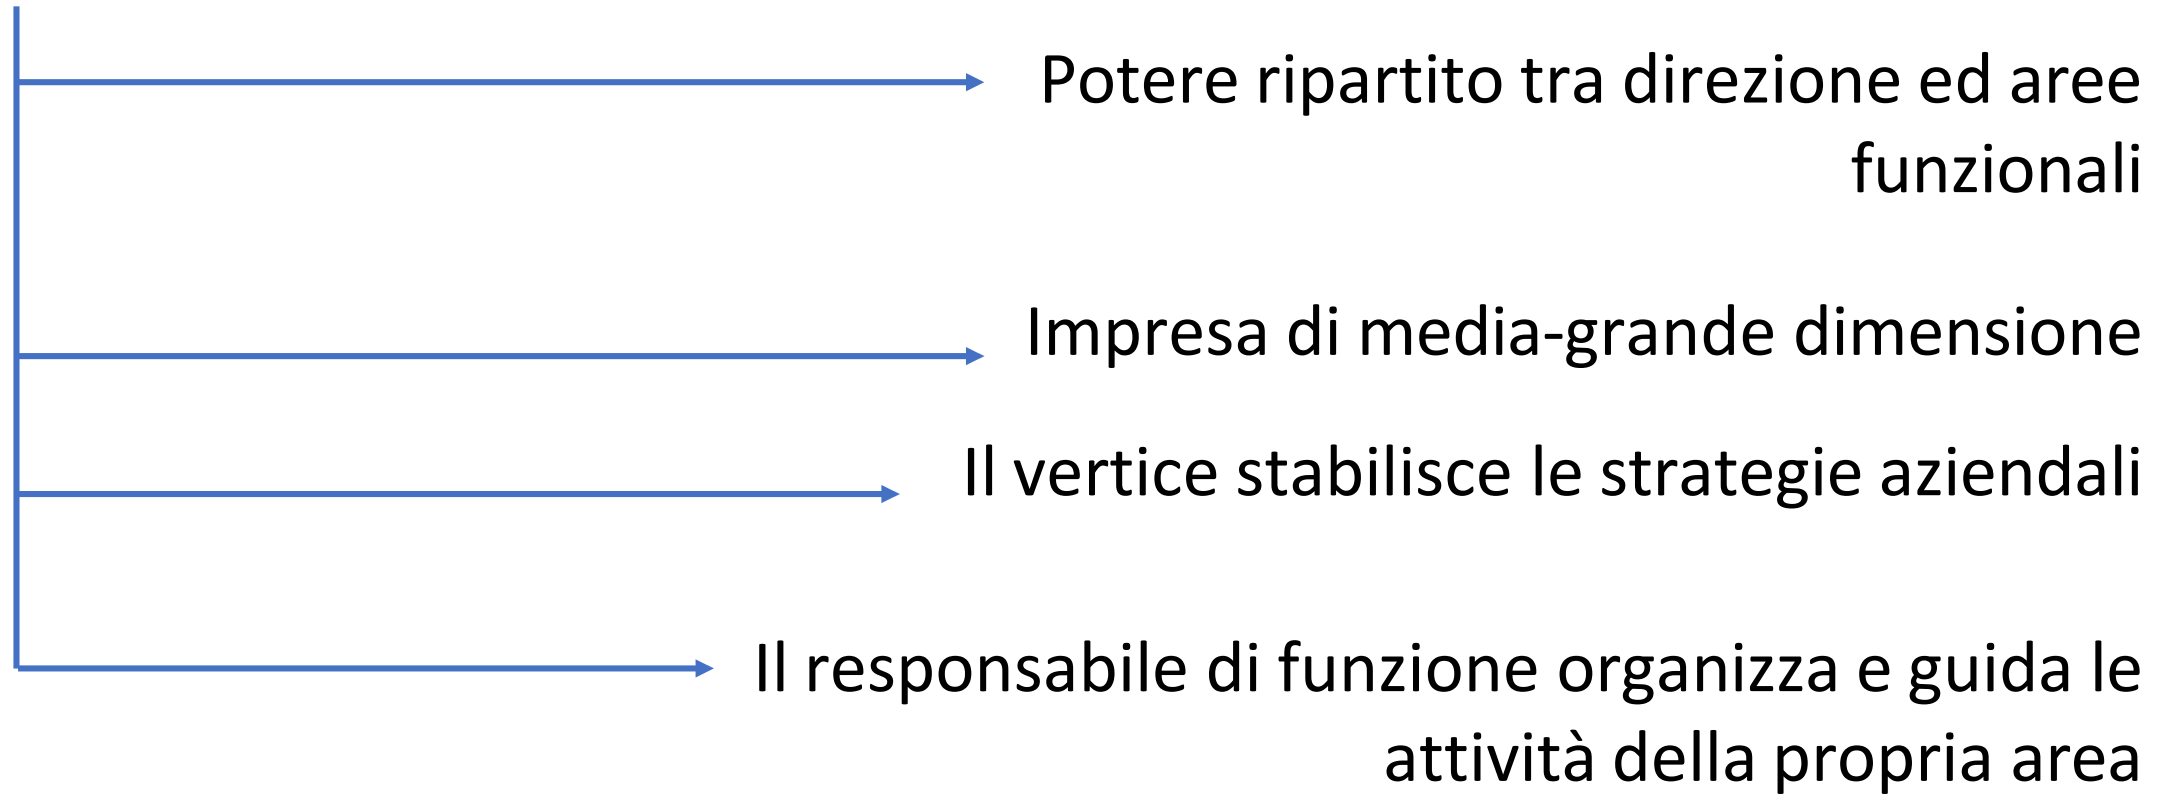 Potere ripartito tra direzione ed aree
funzionali
Impresa di media-grande dimensione
Il vertice stabilisce le strategie aziendali
Il responsabile di funzione organizza e guida le
attività della propria area